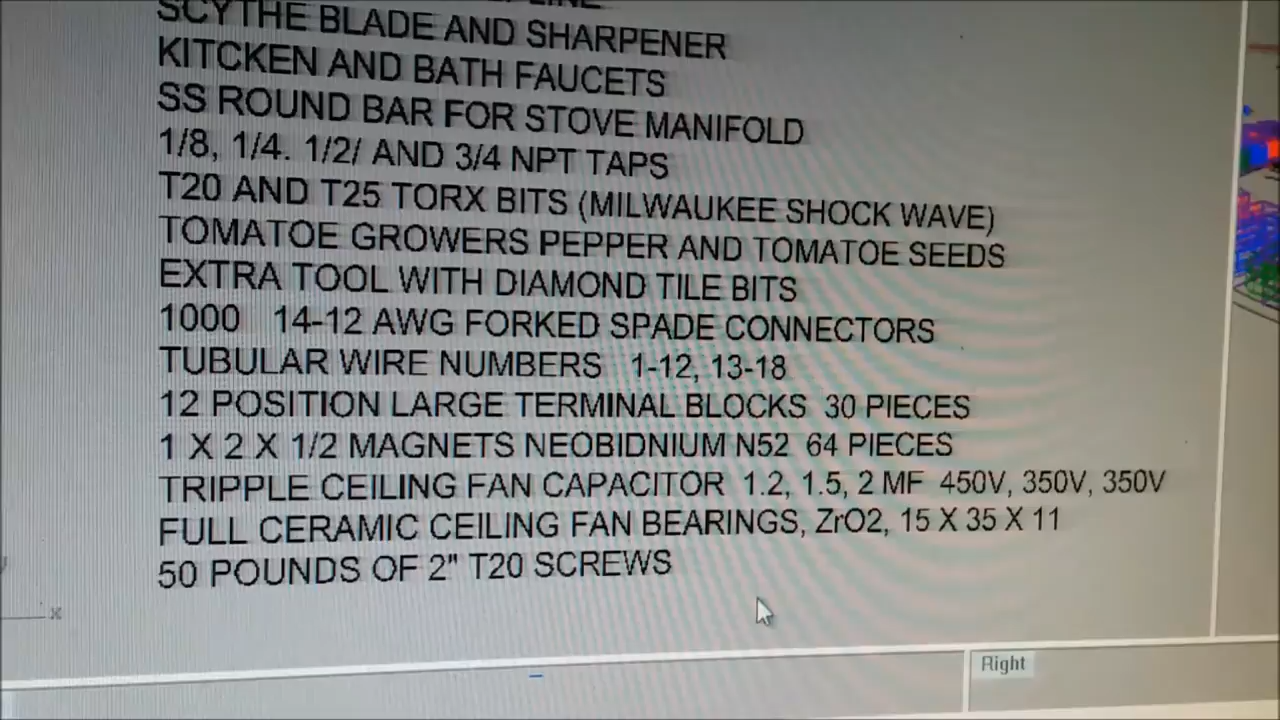 SCYTHE BLADE AND SHARPENER
KITCKEN AND BATH FAUCETS
SS ROUND BAR FOR STOVE MANIFOLD
1/8, 1/4. 1/2/ AND 3/4 NPT TAPS
T20 AND T25 TORX BITS (MILWAUKEE SHOCK WAVE)
TOMATOE GROWERS PEPPER AND TOMATOE SEEDS
EXTRA TOOL WITH DIAMOND TILE BITS
1000 14-12 AWG FORKED SPADE CONNECTORS
TUBULAR WIRE NUMBERS 1-12, 13-18
12 POSITION LARGE TERMINAL BLOCKS 30 PIECES
1 X 2 X 1/2 MAGNETS NEOBIDNIUM N52 64 PIECES
TRIPPLE CEILING FAN CAPACITOR 1.2, 1.5, 2 MF 450V, 350V, 350V
FULL CERAMIC CEILING FAN BEARINGS, ZrO2, 15 X 35 X 11
50 POUNDS OF 2" T20 SCREWS
x
Right